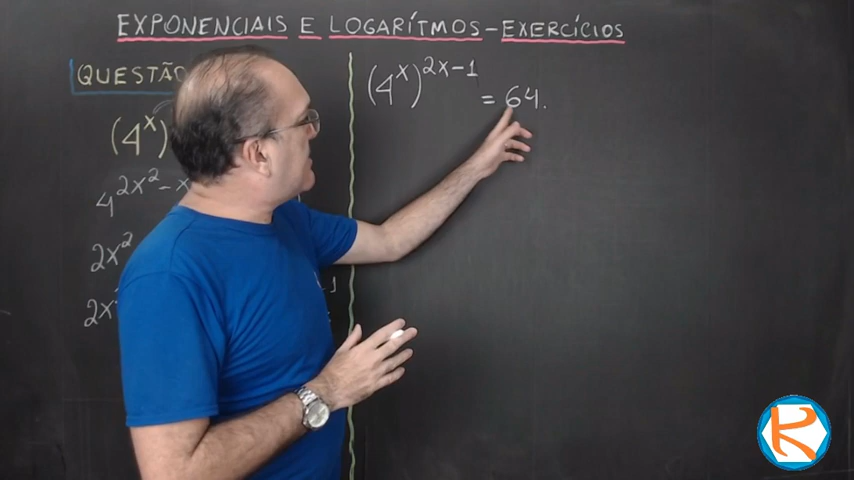 EXPONENCIAIS E LOGARÍTMOS - EXERCÍCIOS
QUESTÃO
(4^x)
4^{2x²-x}
2x²
2x
(4^x)^{2x-1} = 64.